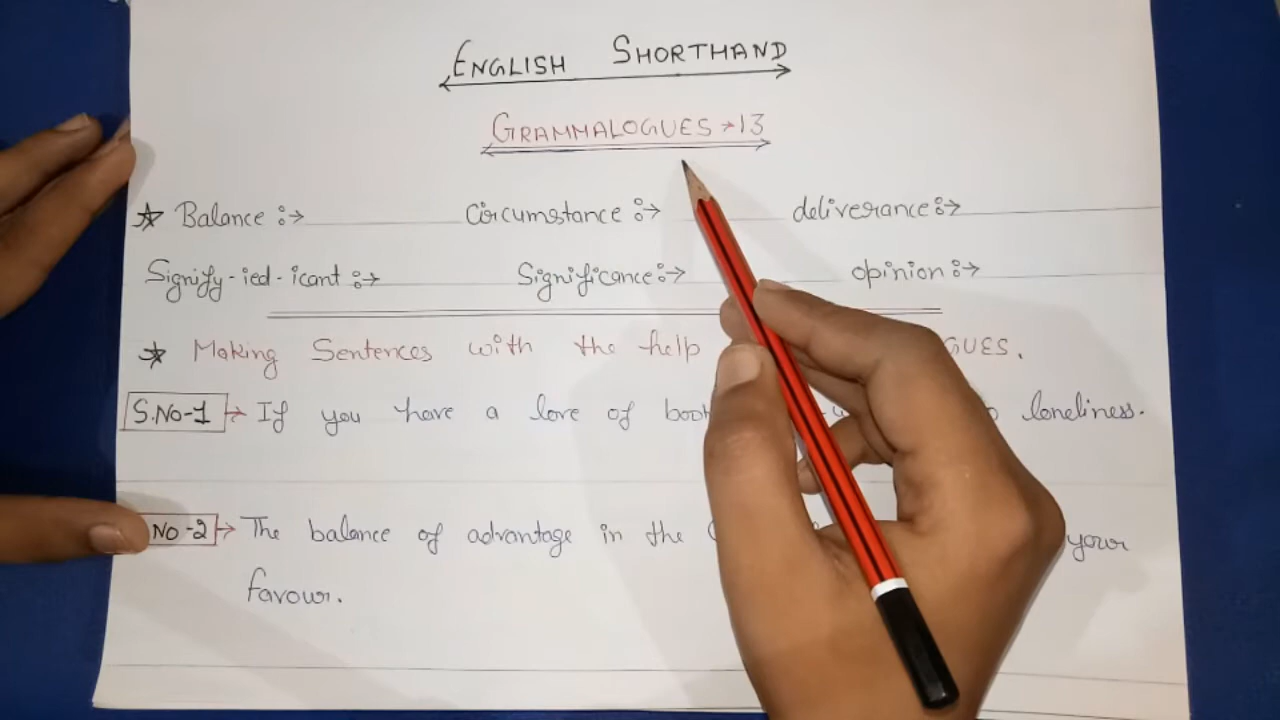 ENGLISH SHORTHAND
GRAMMALOGUES → 13
☆ Balance :→ Circumstance :→ deliverance :→
Signify-ied-icant :→ Significance :→ opinion :→
☆ Making Sentences with the help
S.No-1 → If you have a love of loneliness.
No-2 → The balance of advantage in the your
favour.